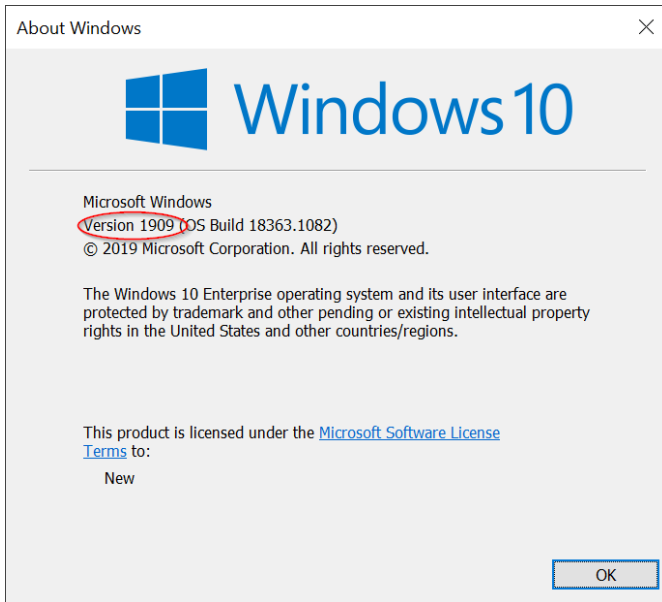 About Windows
Windows 10
Microsoft Windows
Version 1909 (OS Build 18363.1082)
© 2019 Microsoft Corporation. All rights reserved.
The Windows 10 Enterprise operating system and its user interface are
protected by trademark and other pending or existing intellectual property
rights in the United States and other countries/regions.
This product is licensed under the Microsoft Software License
Terms to:
New
OK